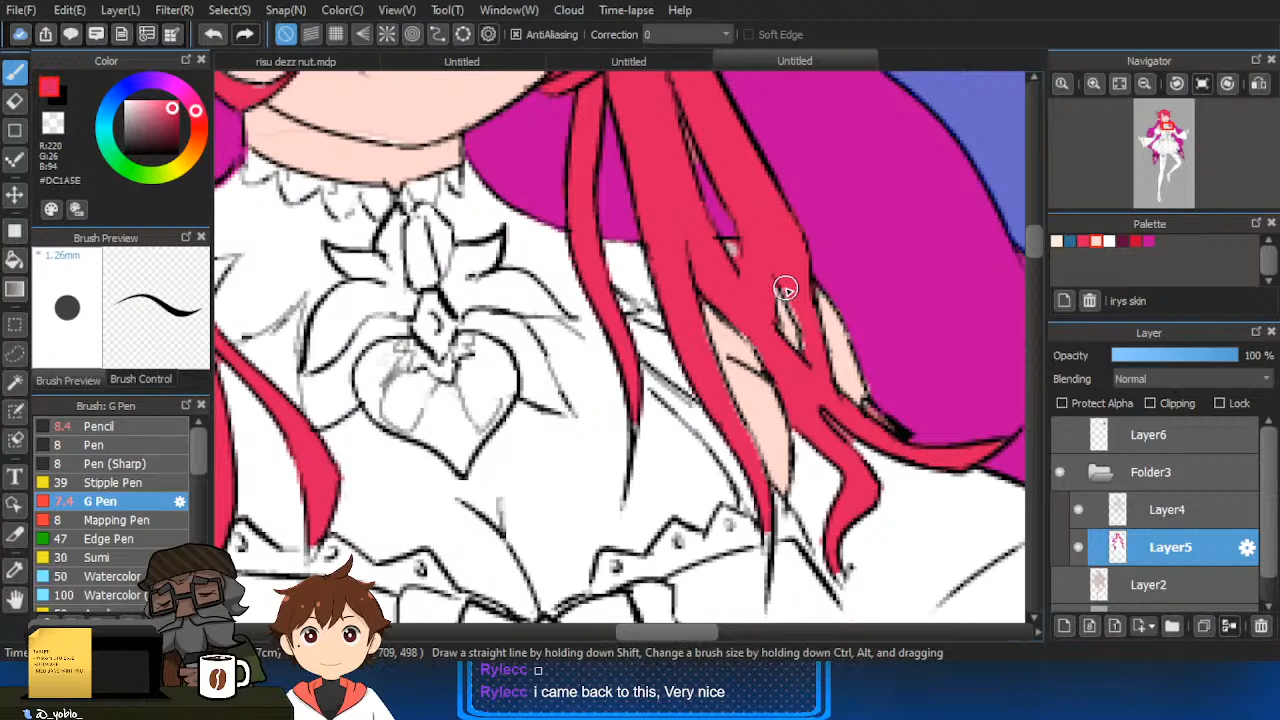 File(F) Edit(E) Layer(L) Filter(R) Select(S) Snap(N) Color(C) View(V) Tool(T) Window(W) Cloud Time-lapse Help
AntiAliasing Correction 0 Soft Edge
Color
risu dezz nut.mdp Untitled Untitled Untitled
Navigator
R:220
G:26
B:94
#DC1A5E
Brush Preview
* 1.26mm
Brush Preview Brush Control
Brush: G Pen
8.4 Pencil
8 Pen
8 Pen (Sharp)
39 Stipple Pen
7.4 G Pen
8 Mapping Pen
47 Edge Pen
30 Sumi
50 Watercolor
100 Watercolor
Palette
irys skin
Layer
Opacity 100 %
Blending Normal
Protect Alpha Clipping Lock
Layer6
Folder3
Layer4
Layer5
Layer2
709, 498 ) Draw a straight line by holding down Shift, Change a brush size by holding down Ctrl, Alt, and dragging
Rylecc □
Rylecc i came back to this, Very nice